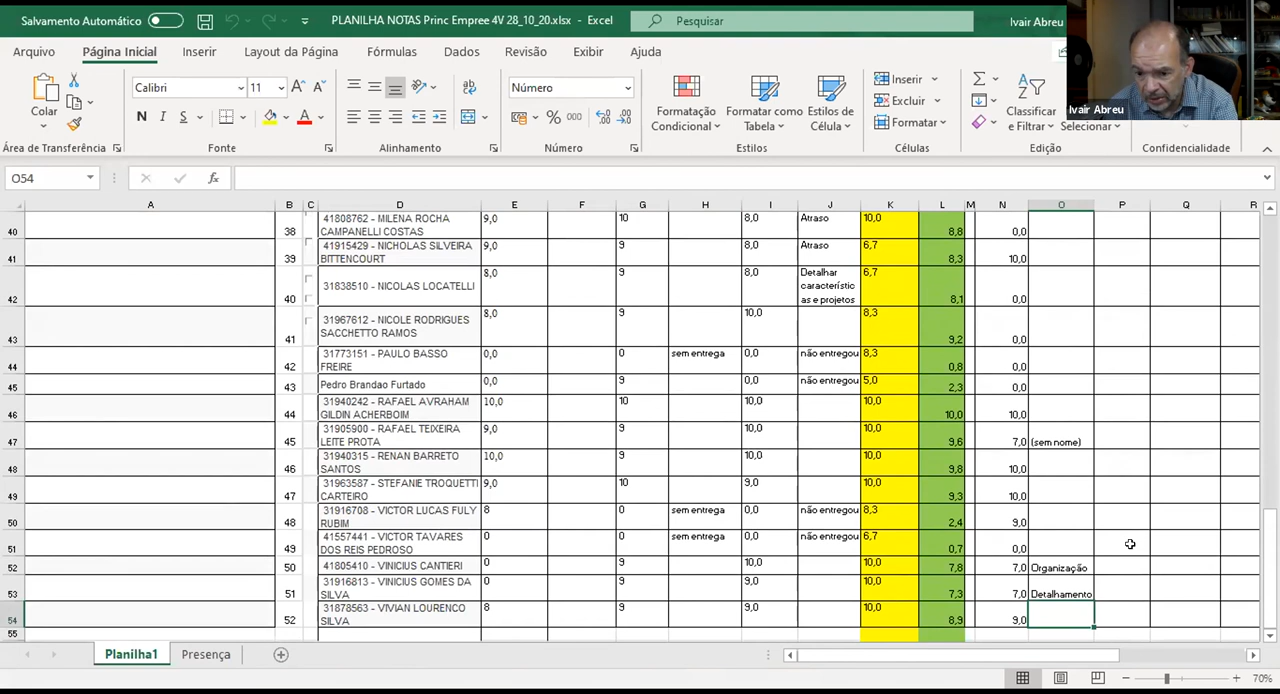 Salvamento Automático PLANILHA NOTAS Princ Empree 4V 28_10_20.xlsx - Excel Pesquisar Ivair Abreu
Arquivo Página Inicial Inserir Layout da Página Fórmulas Dados Revisão Exibir Ajuda
Colar Calibri 11 Número Formatação Condicional Formatar como Tabela Estilos de Célula Inserir Excluir Formatar Classificar e Filtrar Selecionar
N I S % 000
Ivair Abreu
Área de Transferência Fonte Alinhamento Número Estilos Células Edição Confidencialidade
O54 fx
A B C D E F G H I J K L M N O P Q R
40 38 41808762 - MILENA ROCHA CAMPANELLI COSTAS 9,0 10 8,0 Atraso 10,0 8,8 0,0
41 39 41915429 - NICHOLAS SILVEIRA BITTENCOURT 9,0 9 8,0 Atraso 6,7 8,3 10,0
42 40 31838510 - NICOLAS LOCATELLI 8,0 9 8,0 Detalhar característic as e projetos 6,7 8,1 0,0
43 41 31967612 - NICOLE RODRIGUES SACCHETTO RAMOS 8,0 9 10,0 8,3 9,2 0,0
44 42 31773151 - PAULO BASSO FREIRE 0,0 0 sem entrega 0,0 não entregou 8,3 0,8 0,0
45 43 Pedro Brandao Furtado 0,0 9 0,0 não entregou 5,0 2,3 0,0
46 44 31940242 - RAFAEL AVRAHAM GILDIN ACHERBOIM 10,0 10 10,0 10,0 10,0 10,0
47 45 31905900 - RAFAEL TEIXEIRA LEITE PROTA 9,0 9 10,0 10,0 9,6 7,0 (sem nome)
48 46 31940315 - RENAN BARRETO SANTOS 10,0 9 10,0 10,0 9,8 10,0
49 47 31963587 - STEFANIE TROQUETTI CARTEIRO 9,0 10 9,0 10,0 9,3 10,0
50 48 31916708 - VICTOR LUCAS FULY RUBIM 8 0 sem entrega 0,0 não entregou 8,3 2,4 9,0
51 49 41557441 - VICTOR TAVARES DOS REIS PEDROSO 0 0 sem entrega 0,0 não entregou 6,7 0,7 0,0
52 50 41805410 - VINICIUS CANTIERI 0 9 10,0 10,0 7,8 7,0 Organização
53 51 31916813 - VINICIUS GOMES DA SILVA 0 9 9,0 10,0 7,3 7,0 Detalhamento
54 52 31878563 - VIVIAN LOURENCO SILVA 8 9 9,0 10,0 8,9 9,0
55
Planilha1 Presença
70%